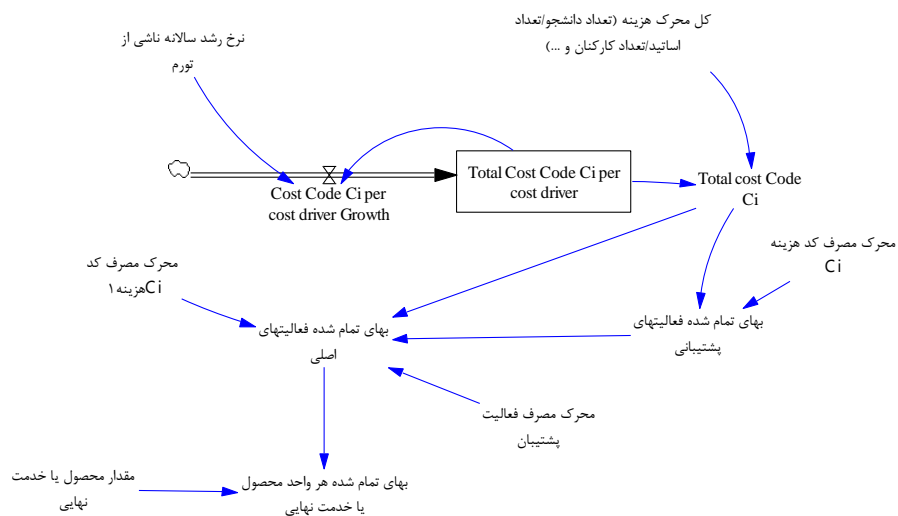 کل محرک هزینه (تعداد دانشجو/تعداد
اساتید/تعداد کارکنان و ...)
نرخ رشد سالانه ناشی از
تورم
Total Cost Code Ci per
cost driver
Total cost Code
Ci
Cost Code Ci per
cost driver Growth
محرک مصرف کد هزینه
Ci
محرک مصرف کد
هزینه۱Ci
بهای تمام شده فعالیتهای
پشتیبانی
بهای تمام شده فعالیتهای
اصلی
محرک مصرف فعالیت
پشتیبان
مقدار محصول یا خدمت
نهایی
بهای تمام شده هر واحد محصول
یا خدمت نهایی